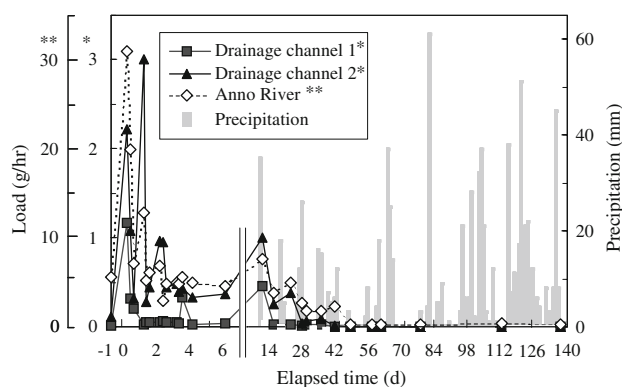 ** *
30 3 60
Drainage channel 1*
Drainage channel 2*
Anno River **
Precipitation
20 2 40
10 1 20
0 0 0
Load (g/hr)
Precipitation (mm)
-1 0 2 4 6 14 28 42 56 70 84 98 112 126 140
Elapsed time (d)